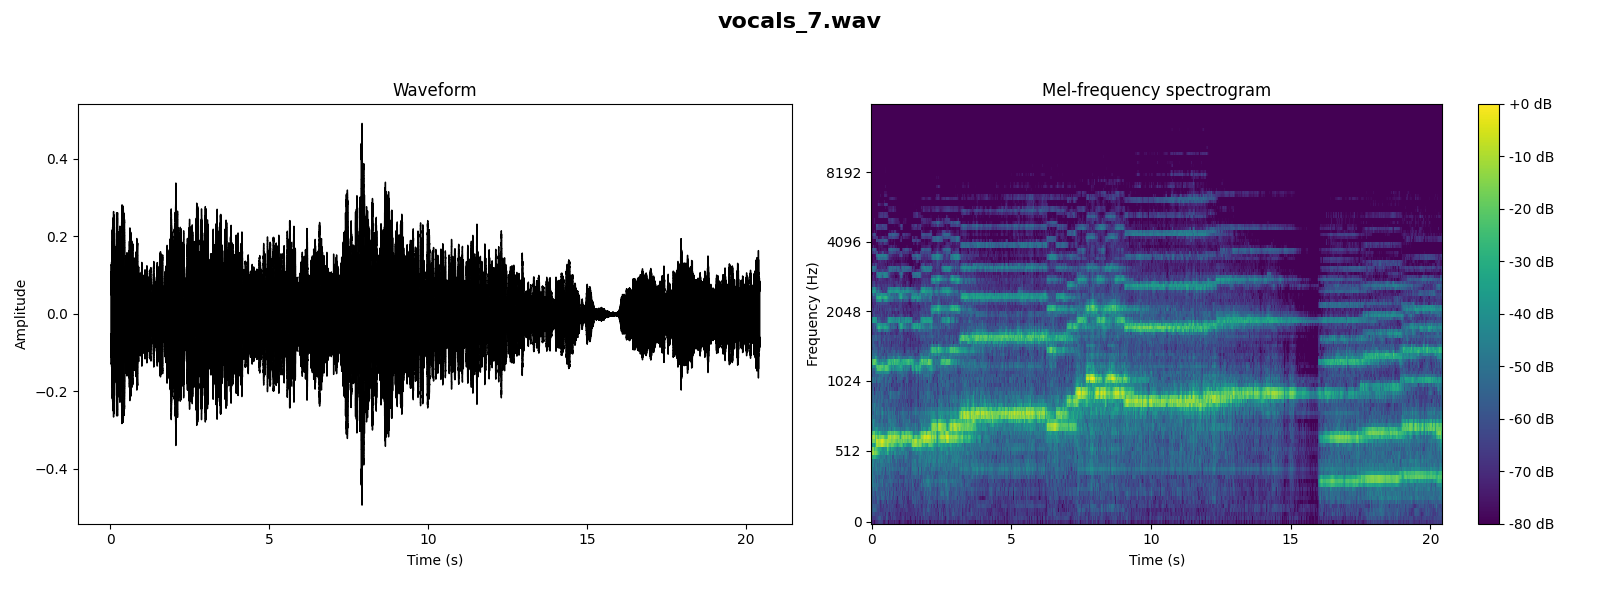 vocals_7.wav
Waveform
Amplitude
0.4
0.2
0.0
−0.2
−0.4
0 5 10 15 20
Time (s)
Mel-frequency spectrogram
Frequency (Hz)
8192
4096
2048
1024
512
0
0 5 10 15 20
Time (s)
+0 dB
-10 dB
-20 dB
-30 dB
-40 dB
-50 dB
-60 dB
-70 dB
-80 dB